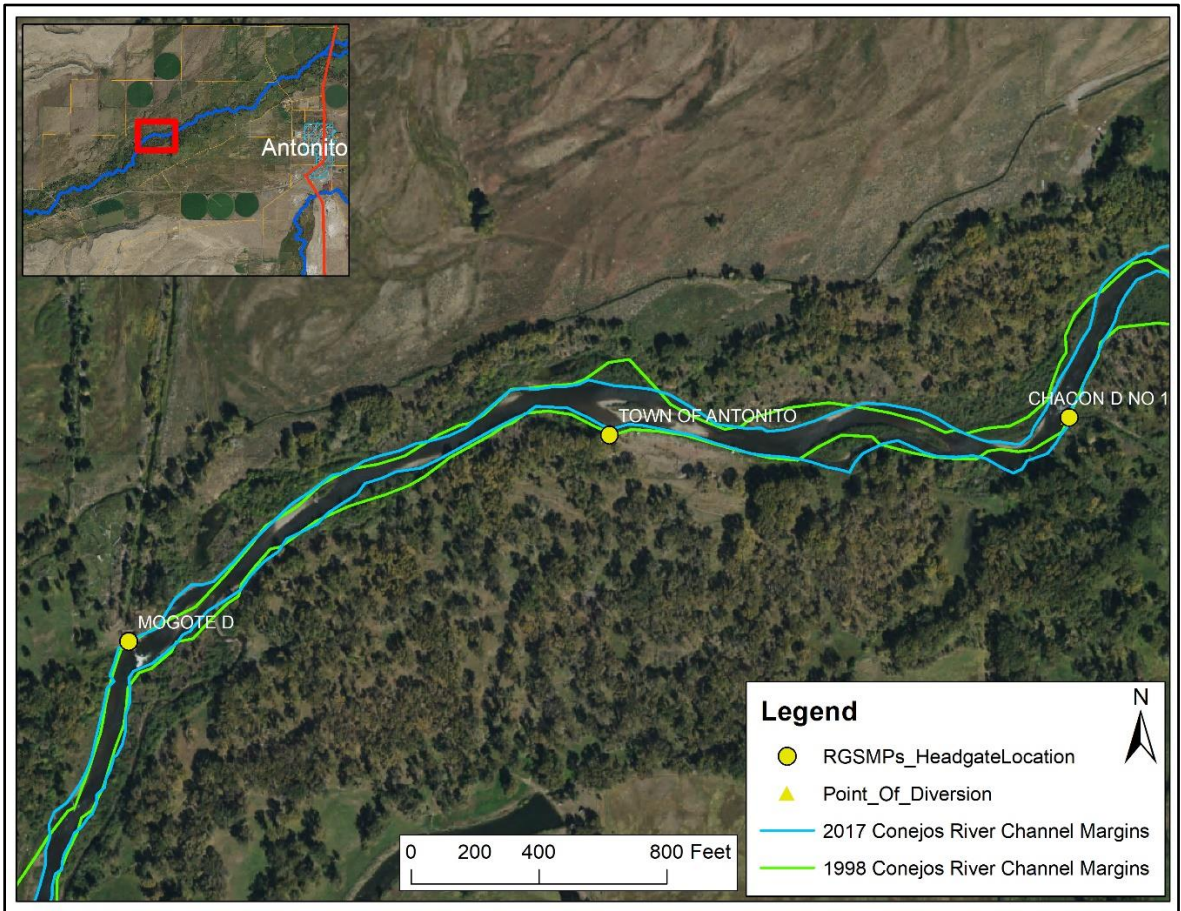 Antonito
CHACON D NO 1
TOWN OF ANTONITO
MOGOTE D
Legend
N
RGSMPs_HeadgateLocation
Point_Of_Diversion
2017 Conejos River Channel Margins
1998 Conejos River Channel Margins
0 200 400 800 Feet